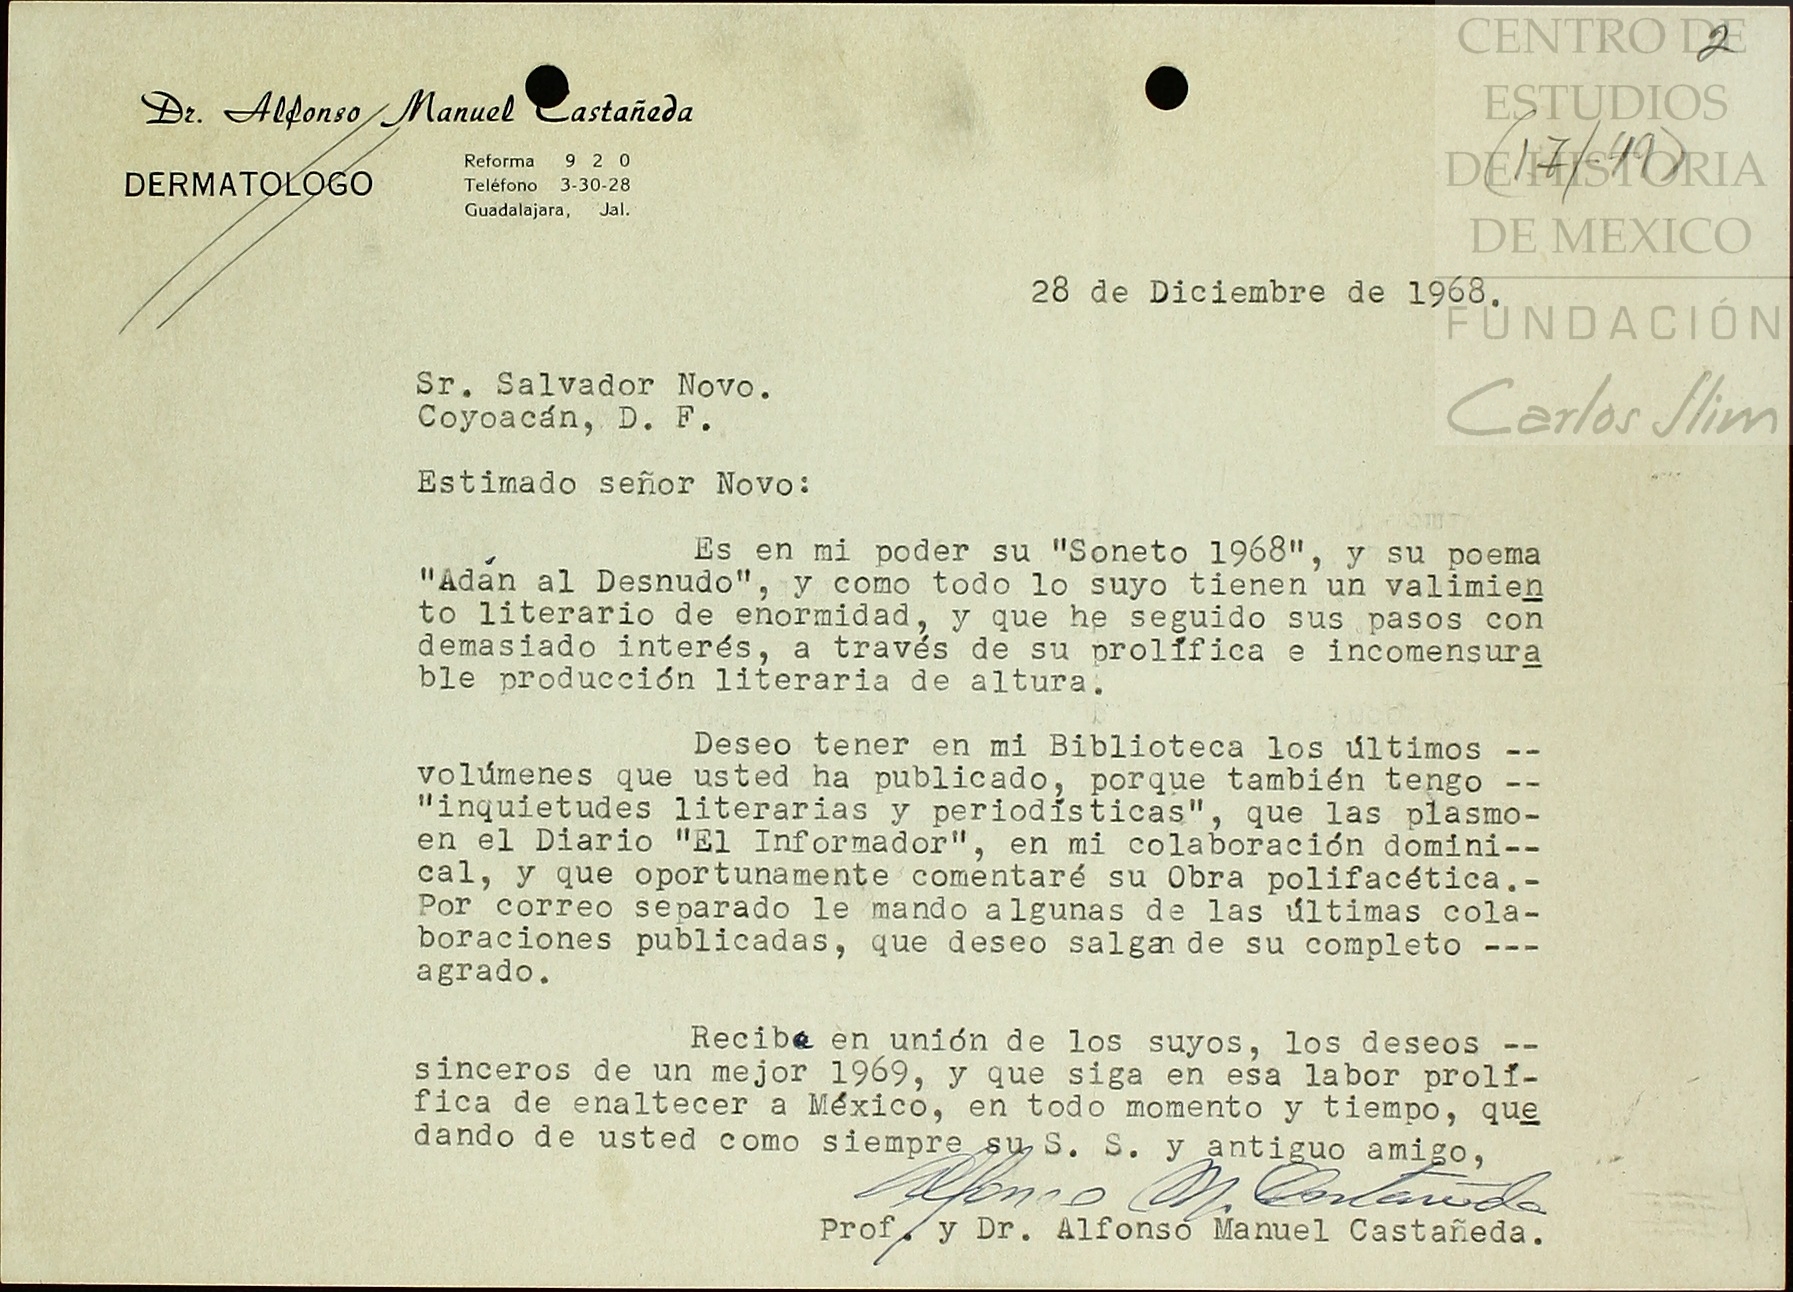 CENTRO DE
2
ESTUDIOS
DE HISTORIA
DE MEXICO
FUNDACIÓN
Carlos Slim
Dr. Alfonso Manuel Castañeda
DERMATOLOGO
Reforma 9 2 0
Teléfono 3-30-28
Guadalajara, Jal.
28 de Diciembre de 1968.
Sr. Salvador Novo.
Coyoacán, D. F.
Estimado señor Novo:
Es en mi poder su "Soneto 1968", y su poema
"Adán al Desnudo", y como todo lo suyo tienen un valimien
to literario de enormidad, y que he seguido sus pasos con
demasiado interés, a través de su prolífica e incomensura
ble producción literaria de altura.
Deseo tener en mi Biblioteca los últimos --
volúmenes que usted ha publicado, porque también tengo --
"inquietudes literarias y periodísticas", que las plasmo-
en el Diario "El Informador", en mi colaboración domini--
cal, y que oportunamente comentaré su Obra polifacética.-
Por correo separado le mando algunas de las últimas cola-
boraciones publicadas, que deseo salgan de su completo ---
agrado.
Reciba en unión de los suyos, los deseos --
sinceros de un mejor 1969, y que siga en esa labor prolí-
fica de enaltecer a México, en todo momento y tiempo, que
dando de usted como siempre su S. S. y antiguo amigo,
Alfonso M. Castañeda
Prof. y Dr. Alfonso Manuel Castañeda.